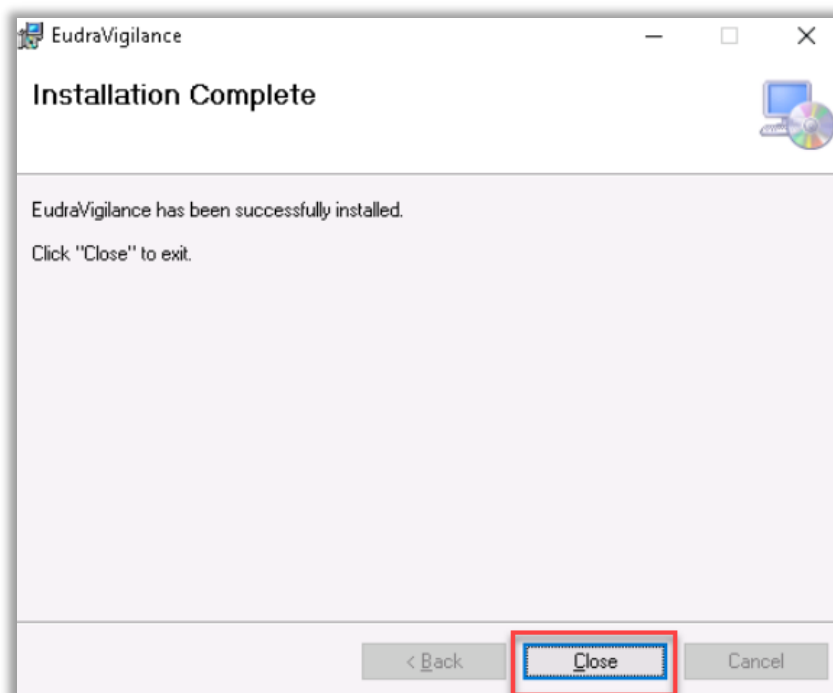 EudraVigilance
Installation Complete
EudraVigilance has been successfully installed.
Click "Close" to exit.
< Back
Close
Cancel